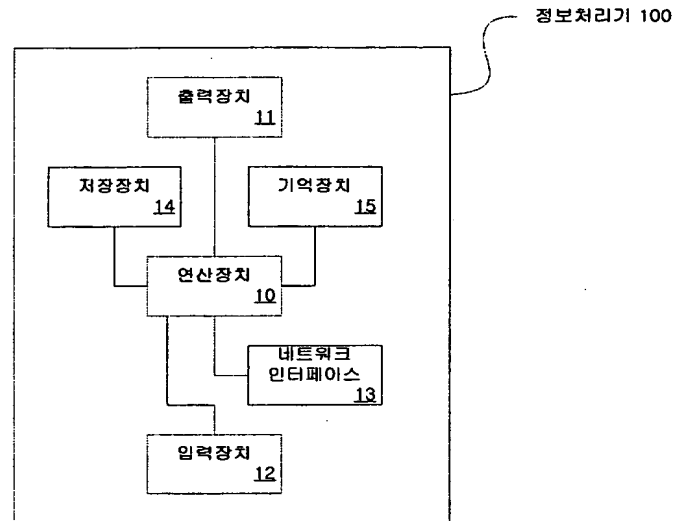 정보처리기 100
출력장치
11
저장장치
14
기억장치
15
연산장치
10
네트워크
인터페이스
13
입력장치
12